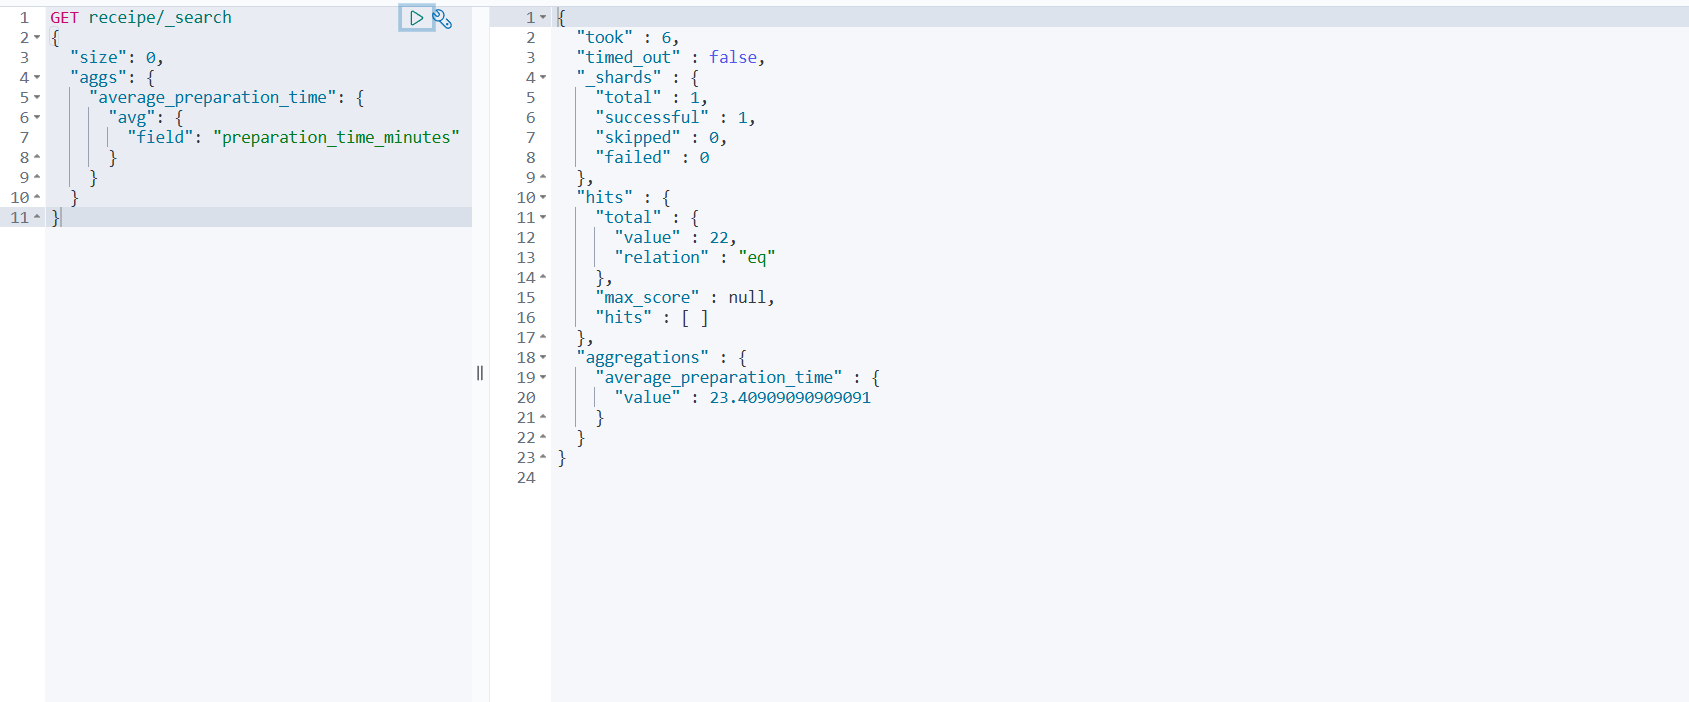 1 GET receipe/_search
2 {
3 "size": 0,
4 "aggs": {
5 "average_preparation_time": {
6 "avg": {
7 "field": "preparation_time_minutes"
8 }
9 }
10 }
11 }
1 {
2 "took" : 6,
3 "timed_out" : false,
4 "_shards" : {
5 "total" : 1,
6 "successful" : 1,
7 "skipped" : 0,
8 "failed" : 0
9 },
10 "hits" : {
11 "total" : {
12 "value" : 22,
13 "relation" : "eq"
14 },
15 "max_score" : null,
16 "hits" : [ ]
17 },
18 "aggregations" : {
19 "average_preparation_time" : {
20 "value" : 23.40909090909091
21 }
22 }
23 }
24